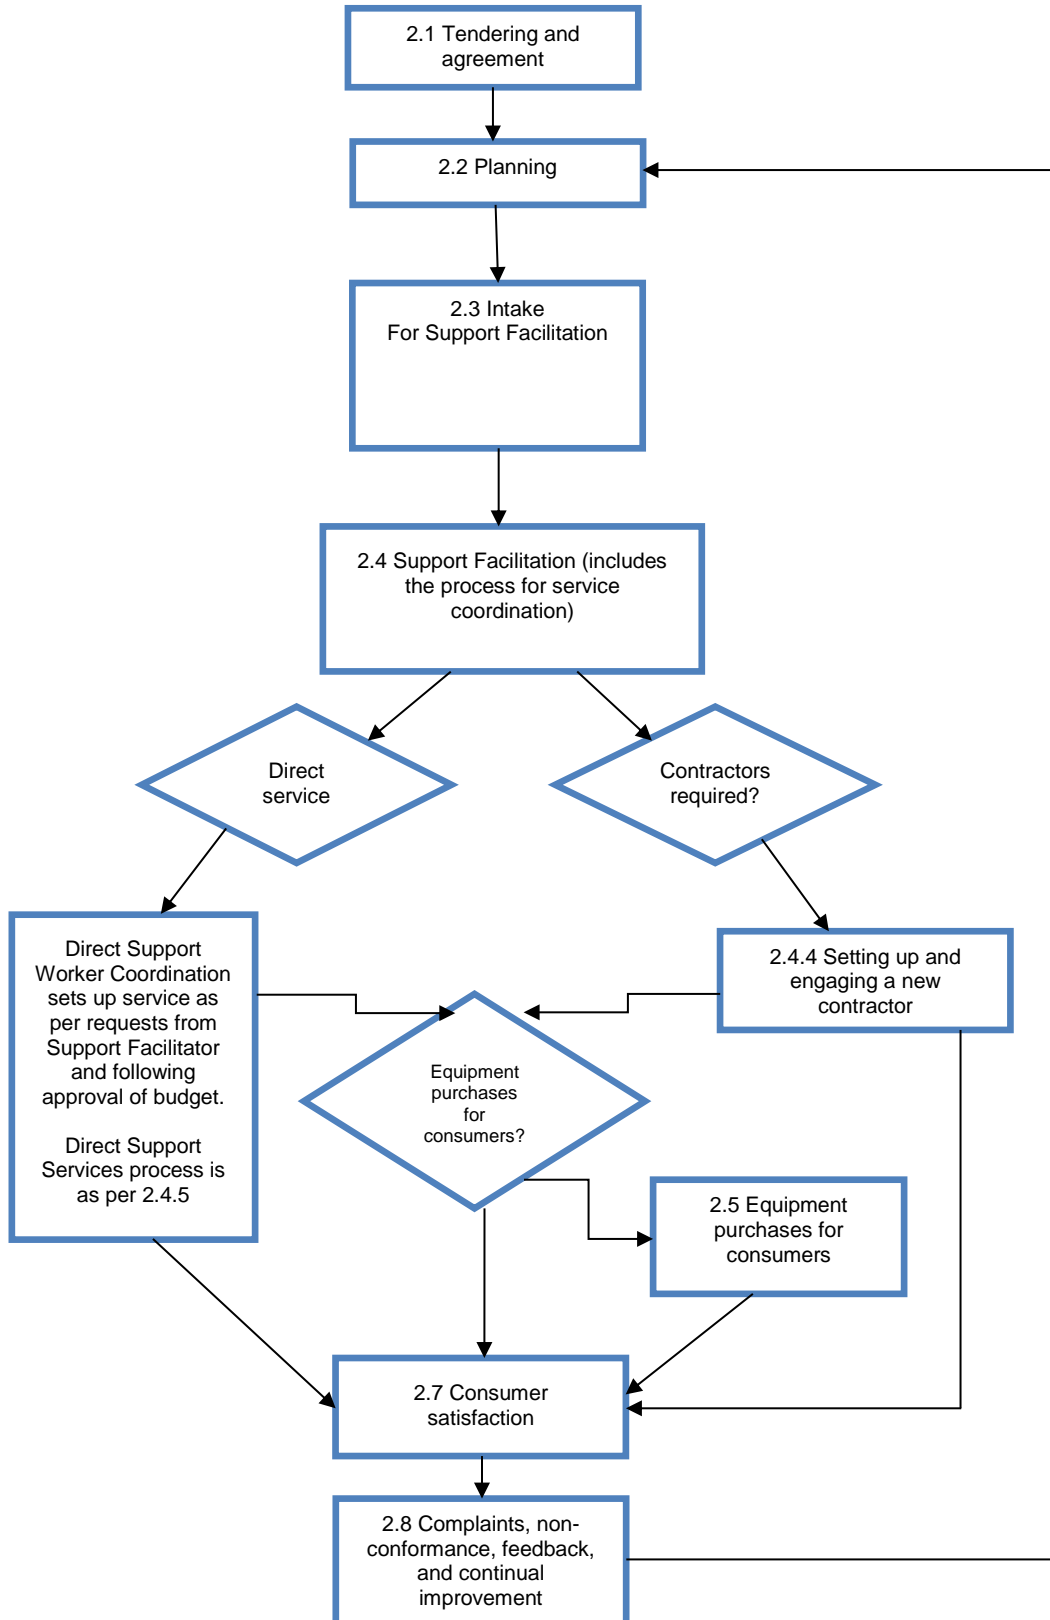 2.1 Tendering and
agreement
2.2 Planning
2.3 Intake
For Support Facilitation
2.4 Support Facilitation (includes
the process for service
coordination)
Direct
service
Contractors
required?
Direct Support
Worker Coordination
sets up service as
per requests from
Support Facilitator
and following
approval of budget.
Direct Support
Services process is
as per 2.4.5
2.4.4 Setting up and
engaging a new
contractor
Equipment
purchases
for
consumers?
2.5 Equipment
purchases for
consumers
2.7 Consumer
satisfaction
2.8 Complaints, non-
conformance, feedback,
and continual
improvement